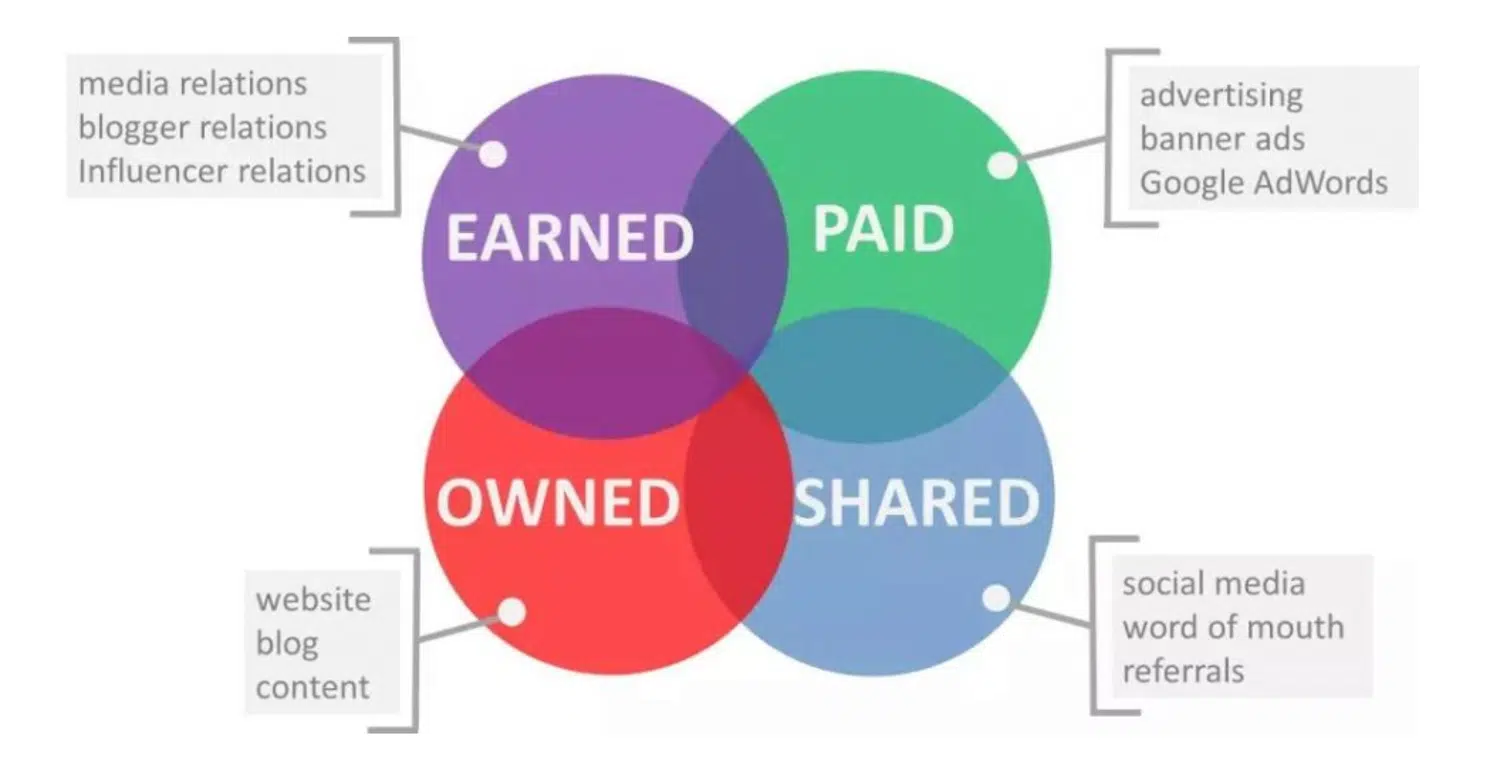 media relations
blogger relations
Influencer relations
EARNED
PAID
advertising
banner ads
Google AdWords
OWNED
SHARED
website
blog
content
social media
word of mouth
referrals